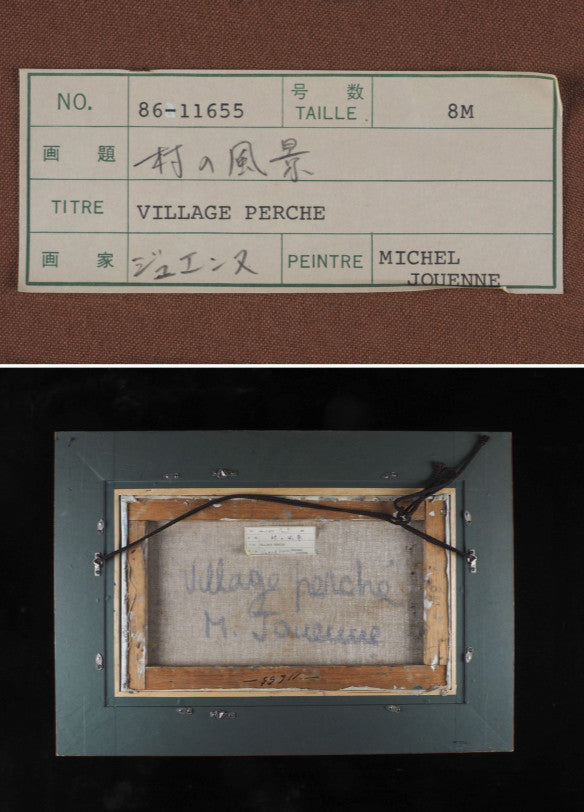 NO. 86-11655 号数 TAILLE 8M
画題 村の風景
TITRE VILLAGE PERCHE
画家 ジュエンヌ PEINTRE MICHEL JOUENNE
Village perché
M. Jouenne